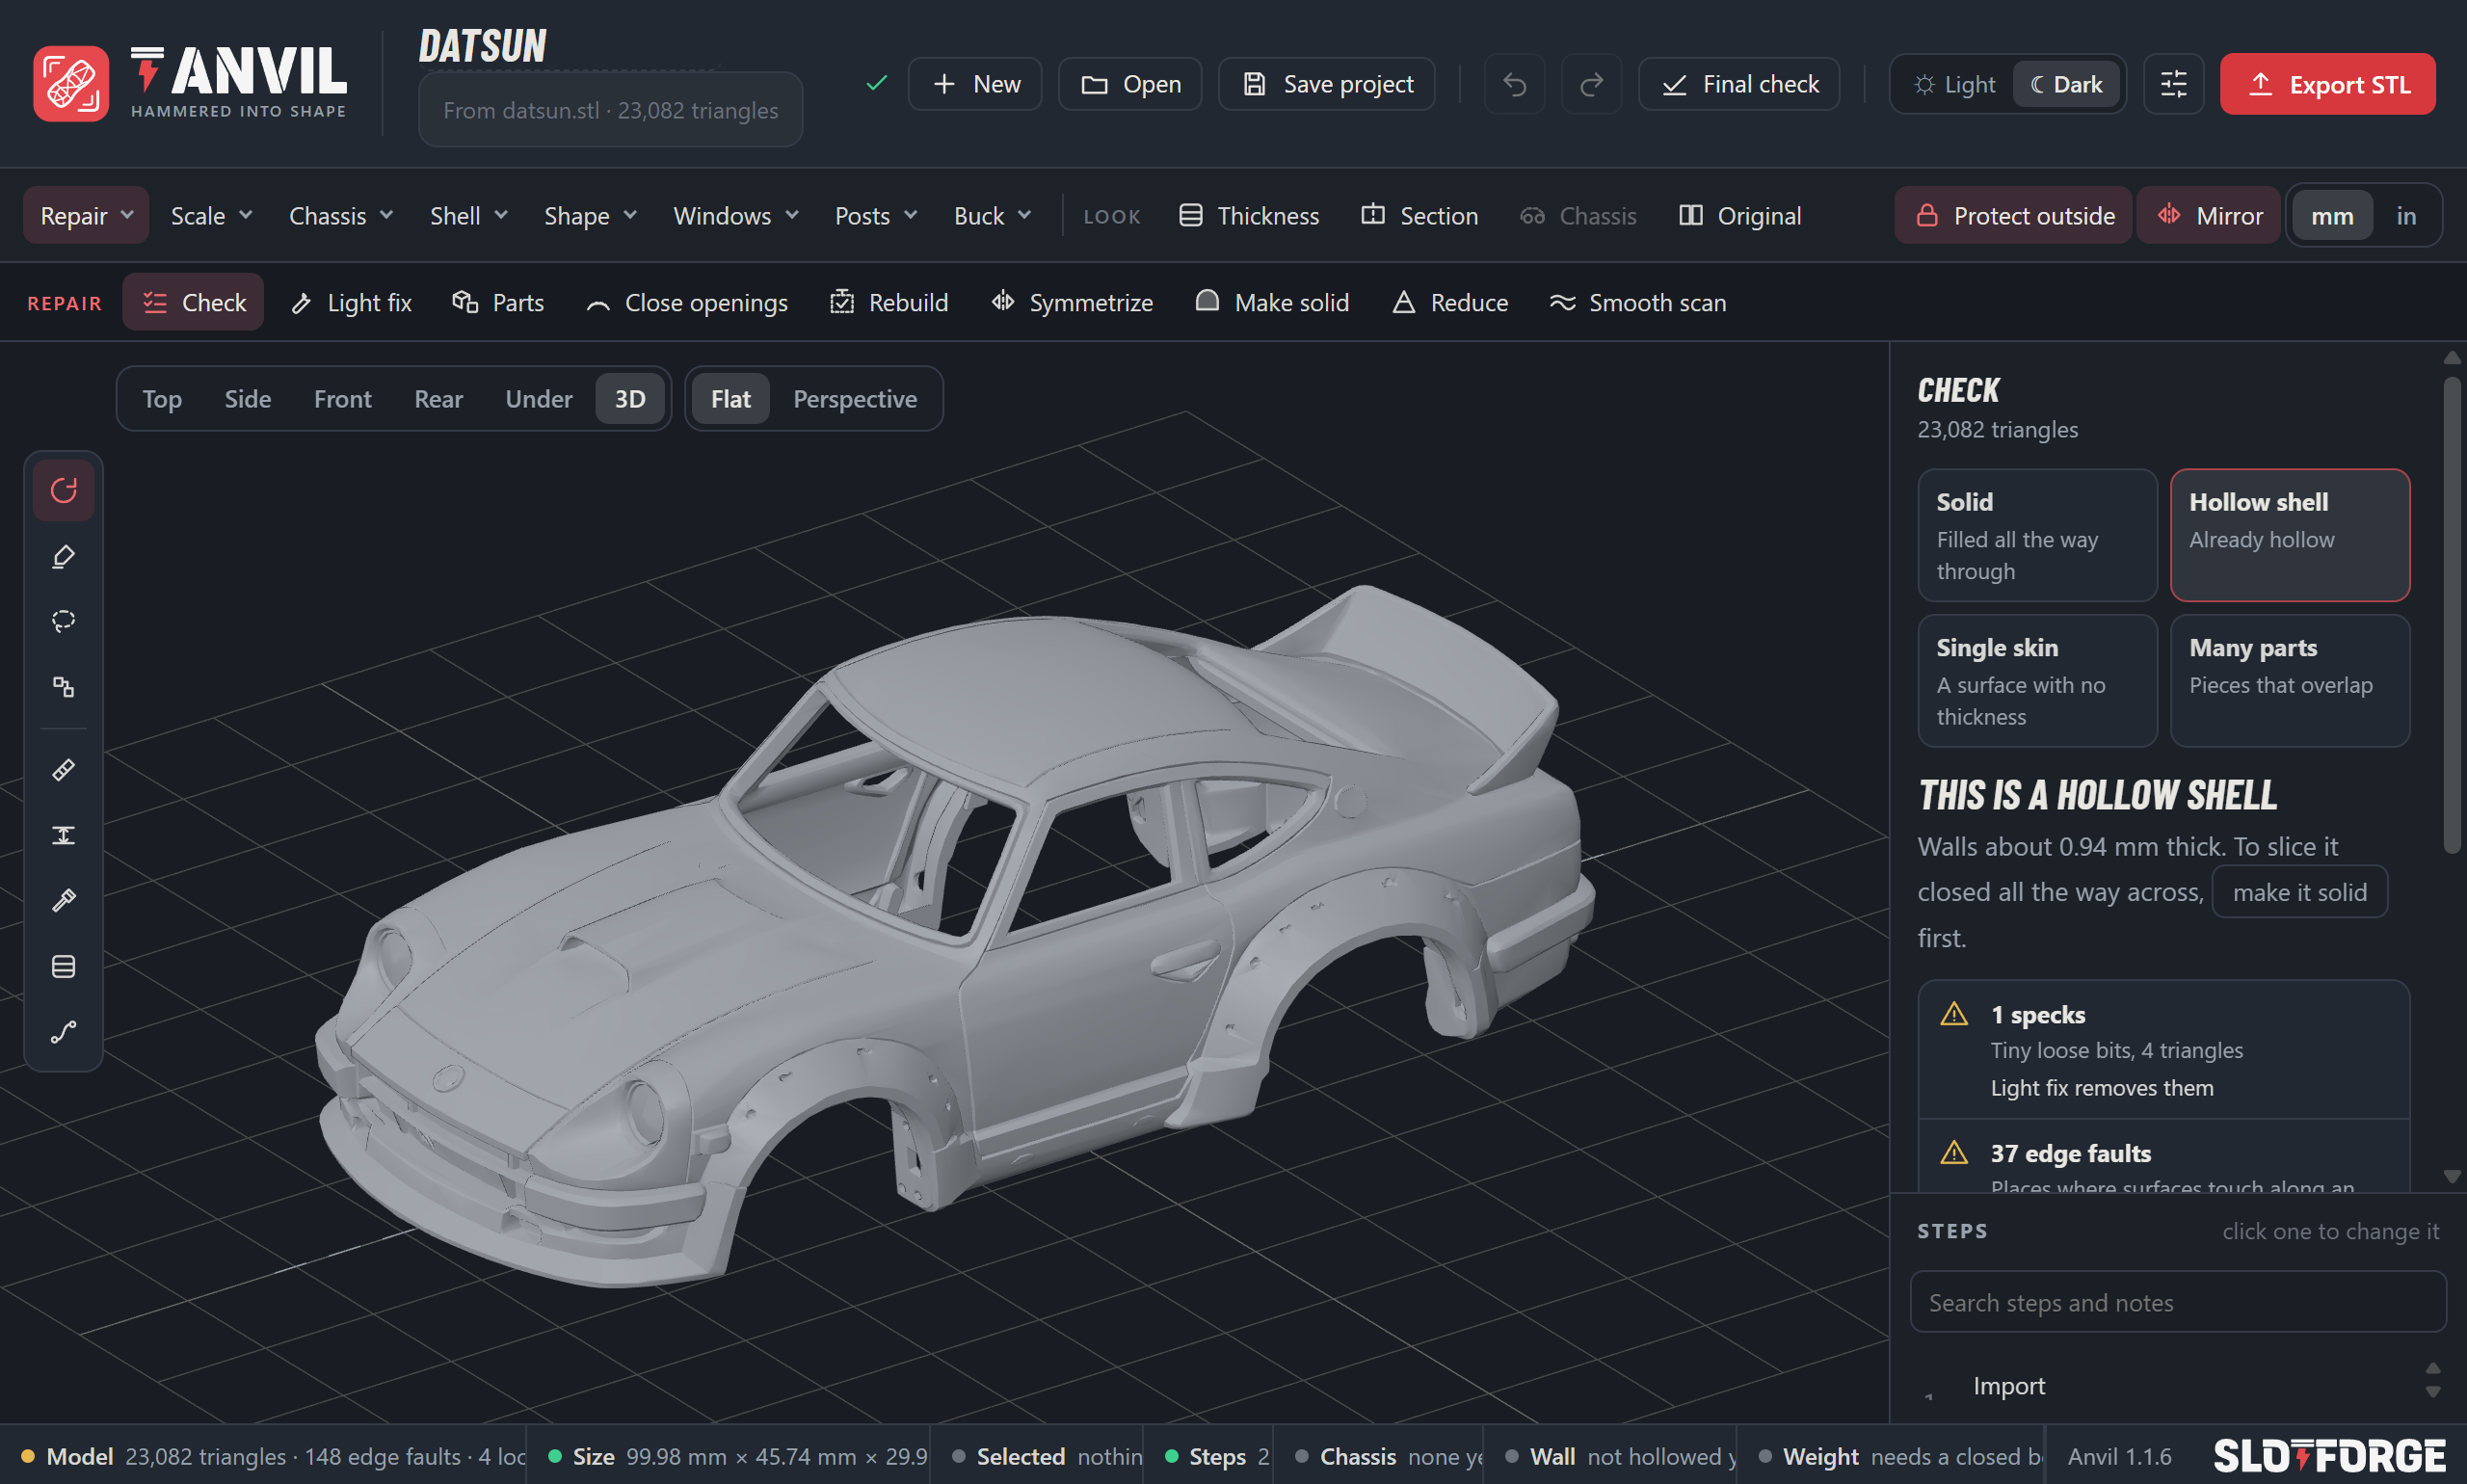 ANVIL
HAMMERED INTO SHAPE
DATSUN
From datsun.stl · 23,082 triangles
New
Open
Save project
Final check
Light
Dark
Export STL
Repair
Scale
Chassis
Shell
Shape
Windows
Posts
Buck
LOOK
Thickness
Section
Chassis
Original
Protect outside
Mirror
mm
in
REPAIR
Check
Light fix
Parts
Close openings
Rebuild
Symmetrize
Make solid
Reduce
Smooth scan
Top
Side
Front
Rear
Under
3D
Flat
Perspective
CHECK
23,082 triangles
Solid
Filled all the way
through
Hollow shell
Already hollow
Single skin
A surface with no
thickness
Many parts
Pieces that overlap
THIS IS A HOLLOW SHELL
Walls about 0.94 mm thick. To slice it
closed all the way across, make it solid
first.
1 specks
Tiny loose bits, 4 triangles
Light fix removes them
37 edge faults
Places where surfaces touch along an
STEPS
click one to change it
Search steps and notes
Import
Model 23,082 triangles · 148 edge faults · 4 loc
Size 99.98 mm × 45.74 mm × 29.9
Selected nothin
Steps 2
Chassis none ye
Wall not hollowed y
Weight needs a closed b
Anvil 1.1.6
SLOTFORGE